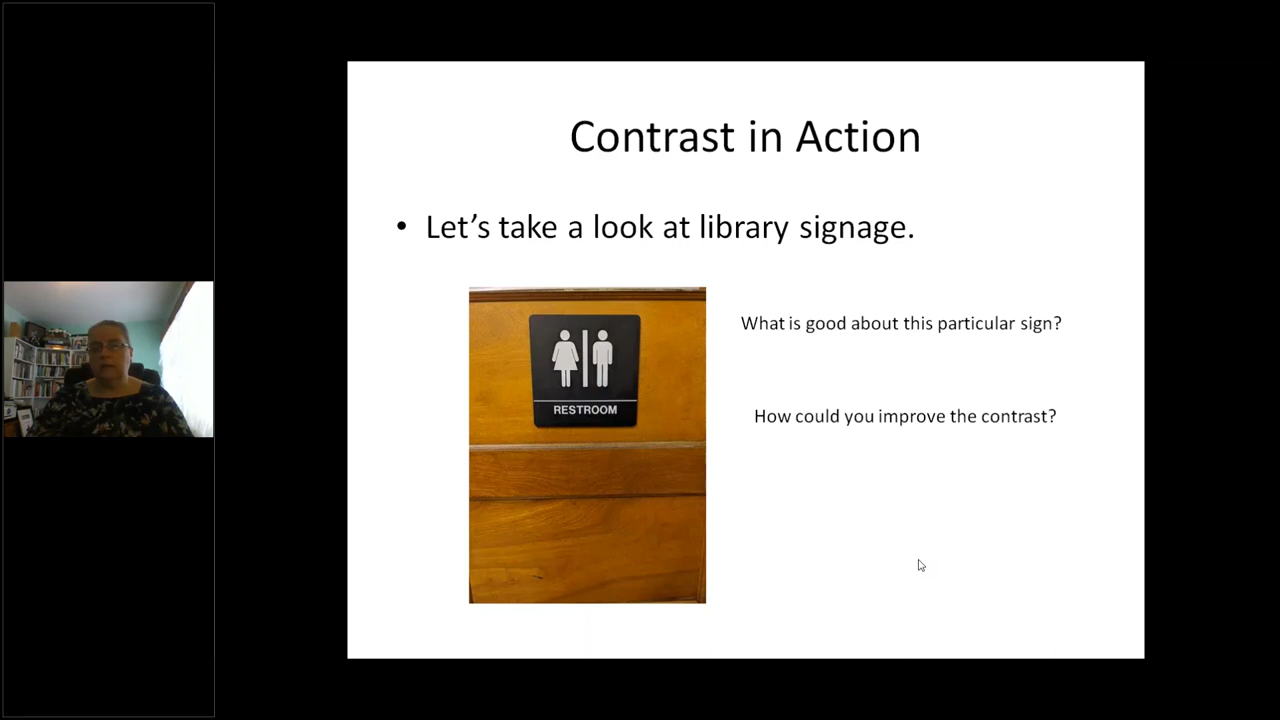 Contrast in Action
• Let's take a look at library signage.
RESTROOM
What is good about this particular sign?
How could you improve the contrast?